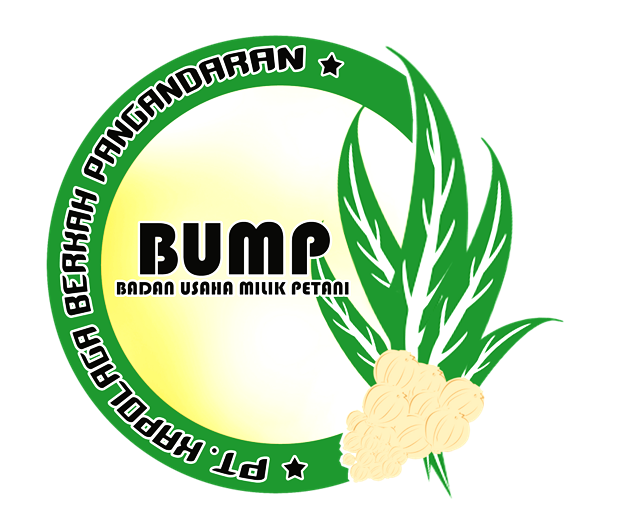 PT. KAPOLAGA BERKAH PANGANDARAN
BUMP
BADAN USAHA MILIK PETANI